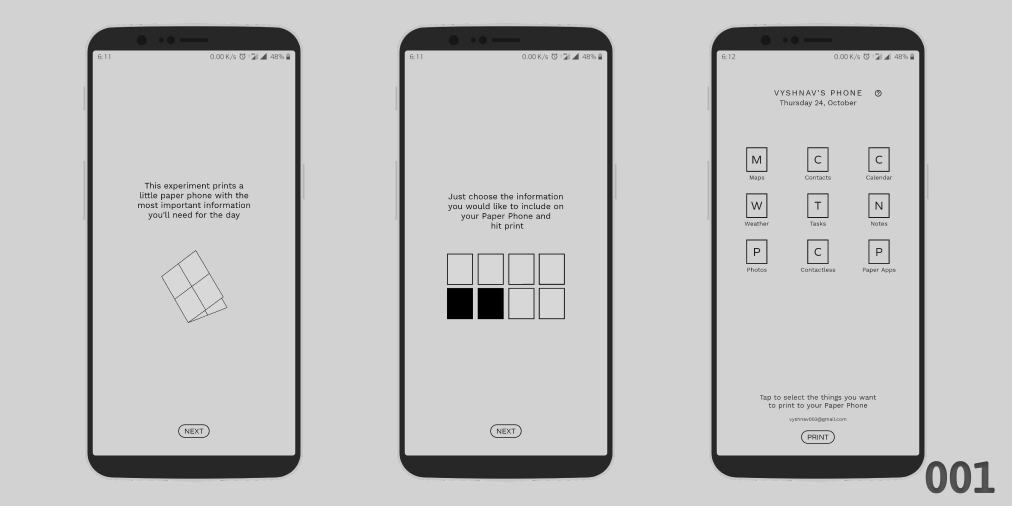 6:11
0.00 K/s
48%
This experiment prints a
little paper phone with the
most important information
you'll need for the day
NEXT
6:11
0.00 K/s
48%
Just choose the information
you would like to include on
your Paper Phone and
hit print
NEXT
6:12
0.00 K/s
48%
VYSHNAV'S PHONE ?
Thursday 24, October
M C C
Maps Contacts Calendar
W T N
Weather Tasks Notes
P C P
Photos Contactless Paper Apps
Tap to select the things you want
to print to your Paper Phone
vyshnav003@gmail.com
PRINT
001